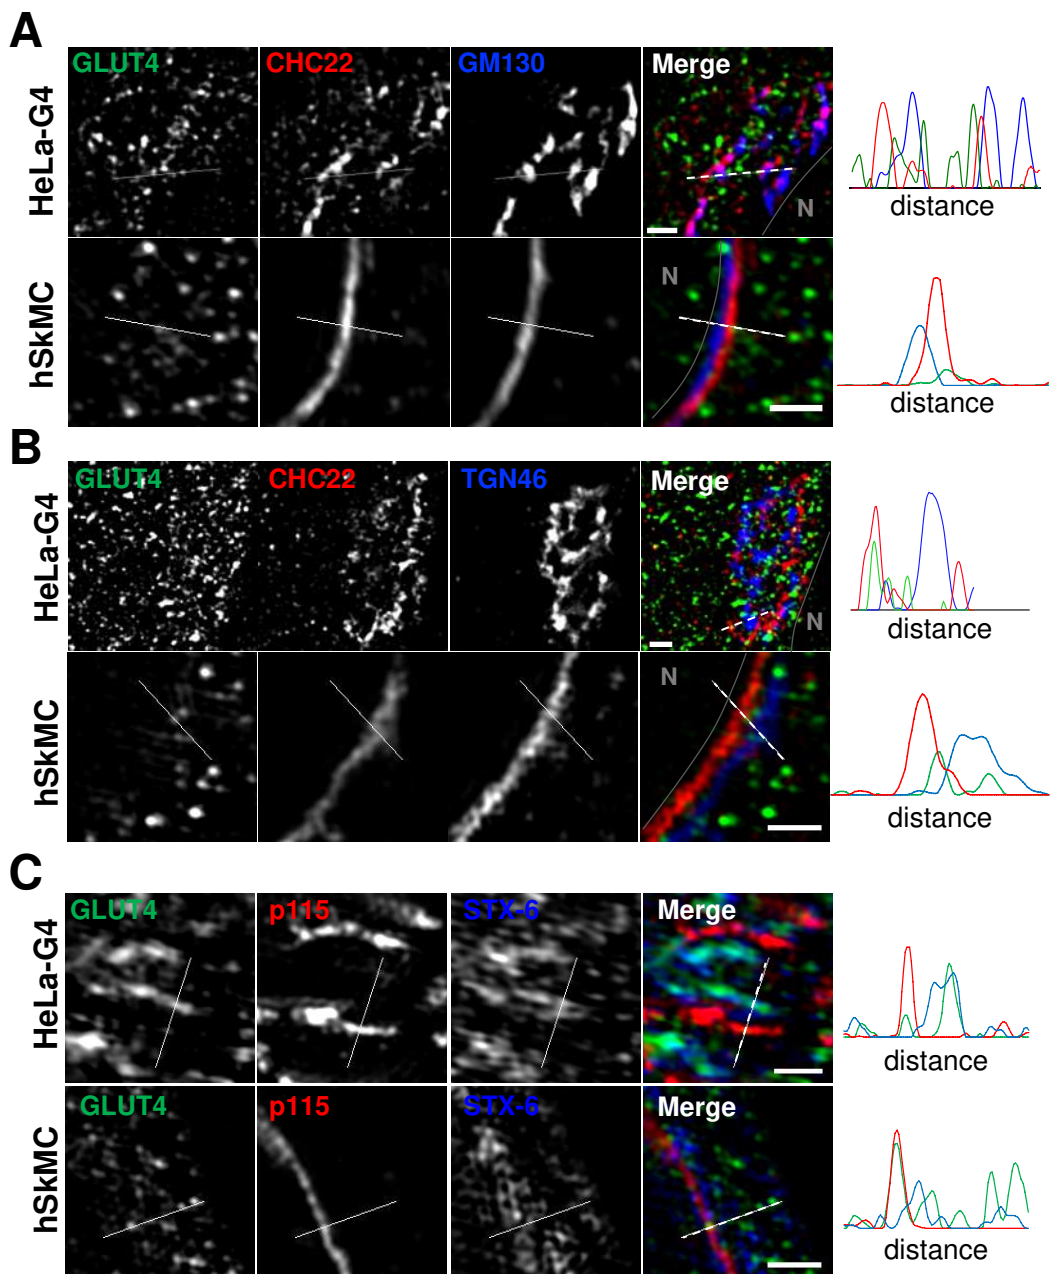 A
HeLa-G4
GLUT4
CHC22
GM130
Merge
N
distance
hSkMC
N
distance
B
HeLa-G4
GLUT4
CHC22
TGN46
Merge
N
distance
hSkMC
N
distance
C
HeLa-G4
GLUT4
p115
STX-6
Merge
distance
hSkMC
GLUT4
p115
STX-6
Merge
distance